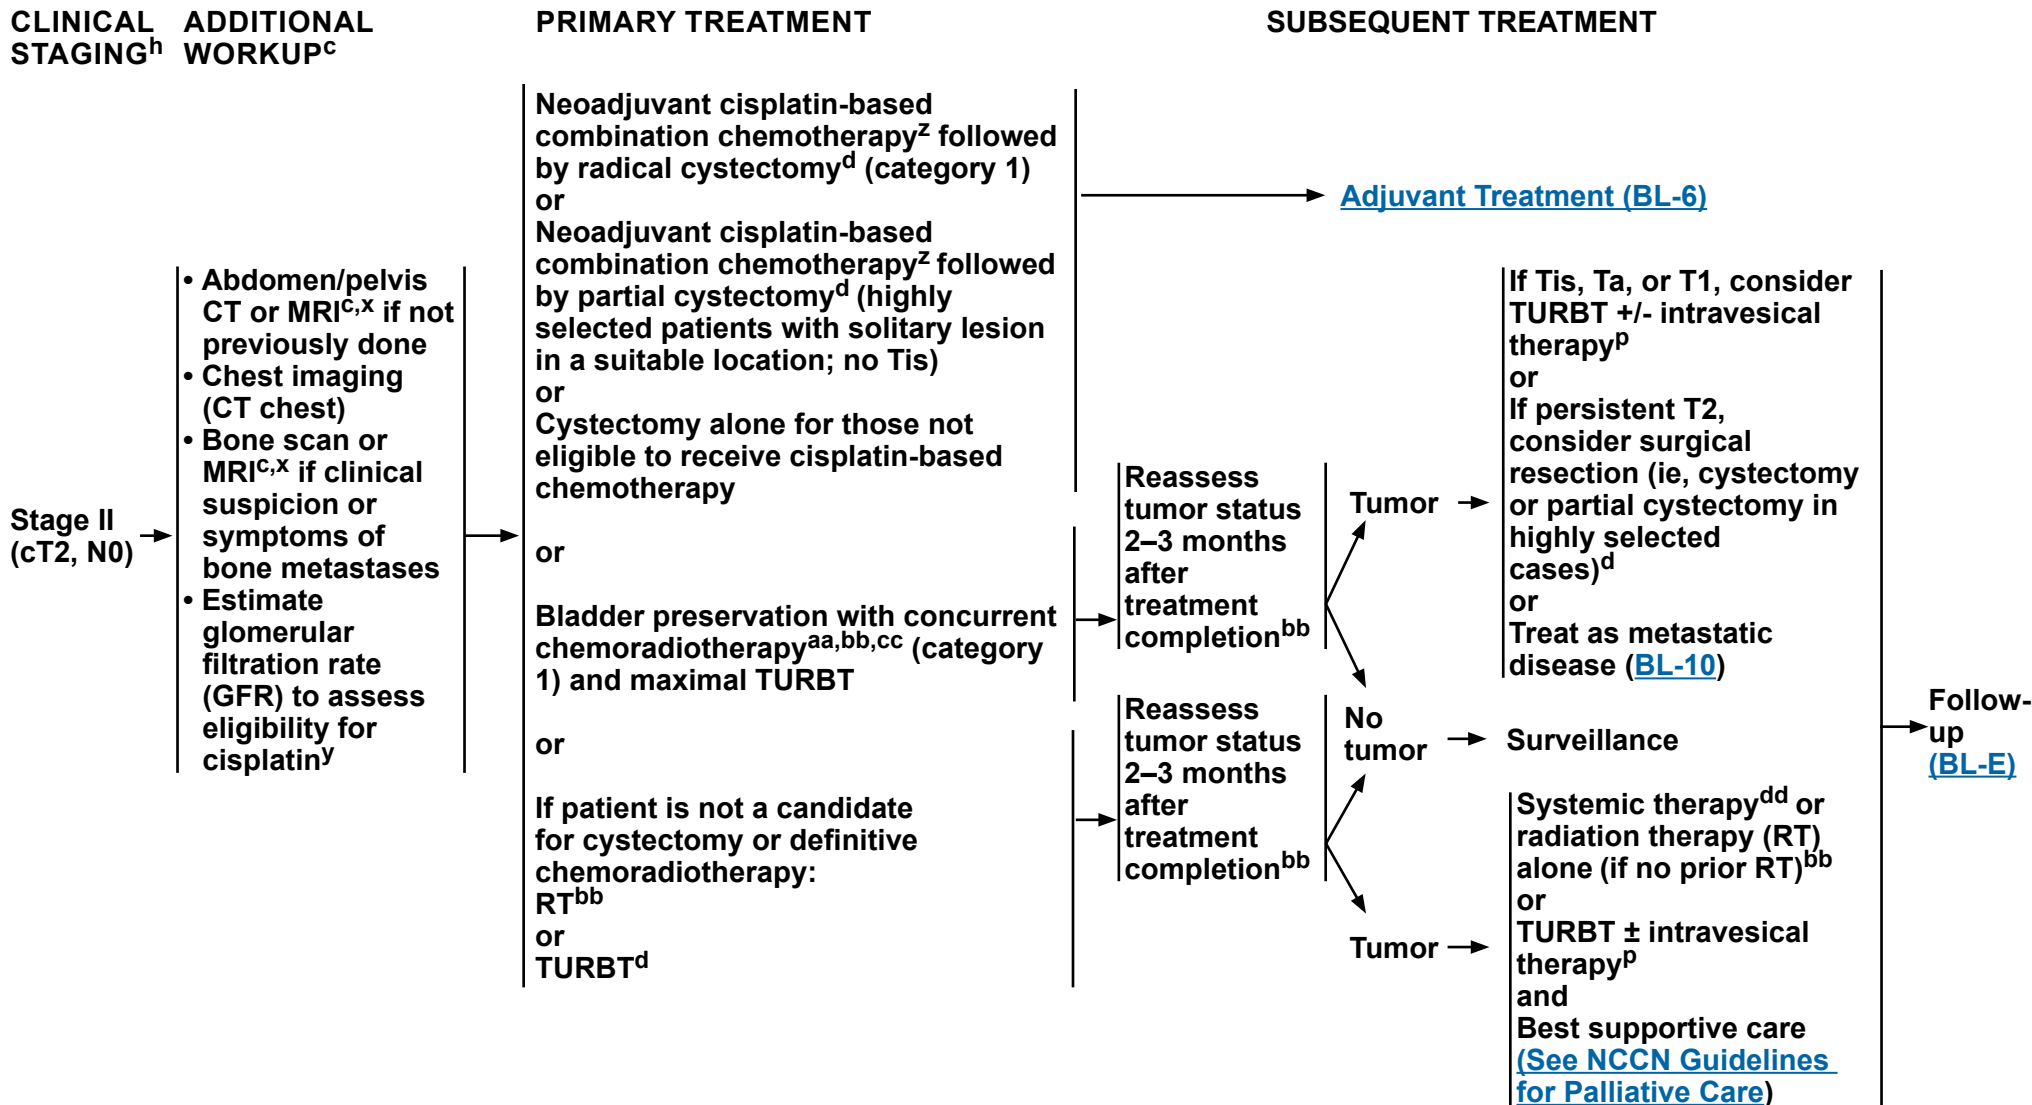 CLINICAL STAGINGh
ADDITIONAL WORKUPc
PRIMARY TREATMENT
SUBSEQUENT TREATMENT
Stage II
(cT2, N0)
• Abdomen/pelvis
CT or MRIc,x if not
previously done
• Chest imaging
(CT chest)
• Bone scan or
MRIc,x if clinical
suspicion or
symptoms of
bone metastases
• Estimate
glomerular
filtration rate
(GFR) to assess
eligibility for
cisplatiny
Neoadjuvant cisplatin-based
combination chemotherapyz followed
by radical cystectomyd (category 1)
or
Neoadjuvant cisplatin-based
combination chemotherapyz followed
by partial cystectomyd (highly
selected patients with solitary lesion
in a suitable location; no Tis)
or
Cystectomy alone for those not
eligible to receive cisplatin-based
chemotherapy
or
Bladder preservation with concurrent
chemoradiotherapyaa,bb,cc (category
1) and maximal TURBT
or
If patient is not a candidate
for cystectomy or definitive
chemoradiotherapy:
RTbb
or
TURBTd
Adjuvant Treatment (BL-6)
Reassess
tumor status
2–3 months
after
treatment
completionbb
Reassess
tumor status
2–3 months
after
treatment
completionbb
Tumor
No
tumor
Tumor
If Tis, Ta, or T1, consider
TURBT +/- intravesical
therapyp
or
If persistent T2,
consider surgical
resection (ie, cystectomy
or partial cystectomy in
highly selected
cases)d
or
Treat as metastatic
disease (BL-10)
Surveillance
Systemic therapydd or
radiation therapy (RT)
alone (if no prior RT)bb
or
TURBT ± intravesical
therapyp
and
Best supportive care
(See NCCN Guidelines
for Palliative Care)
Follow-
up
(BL-E)